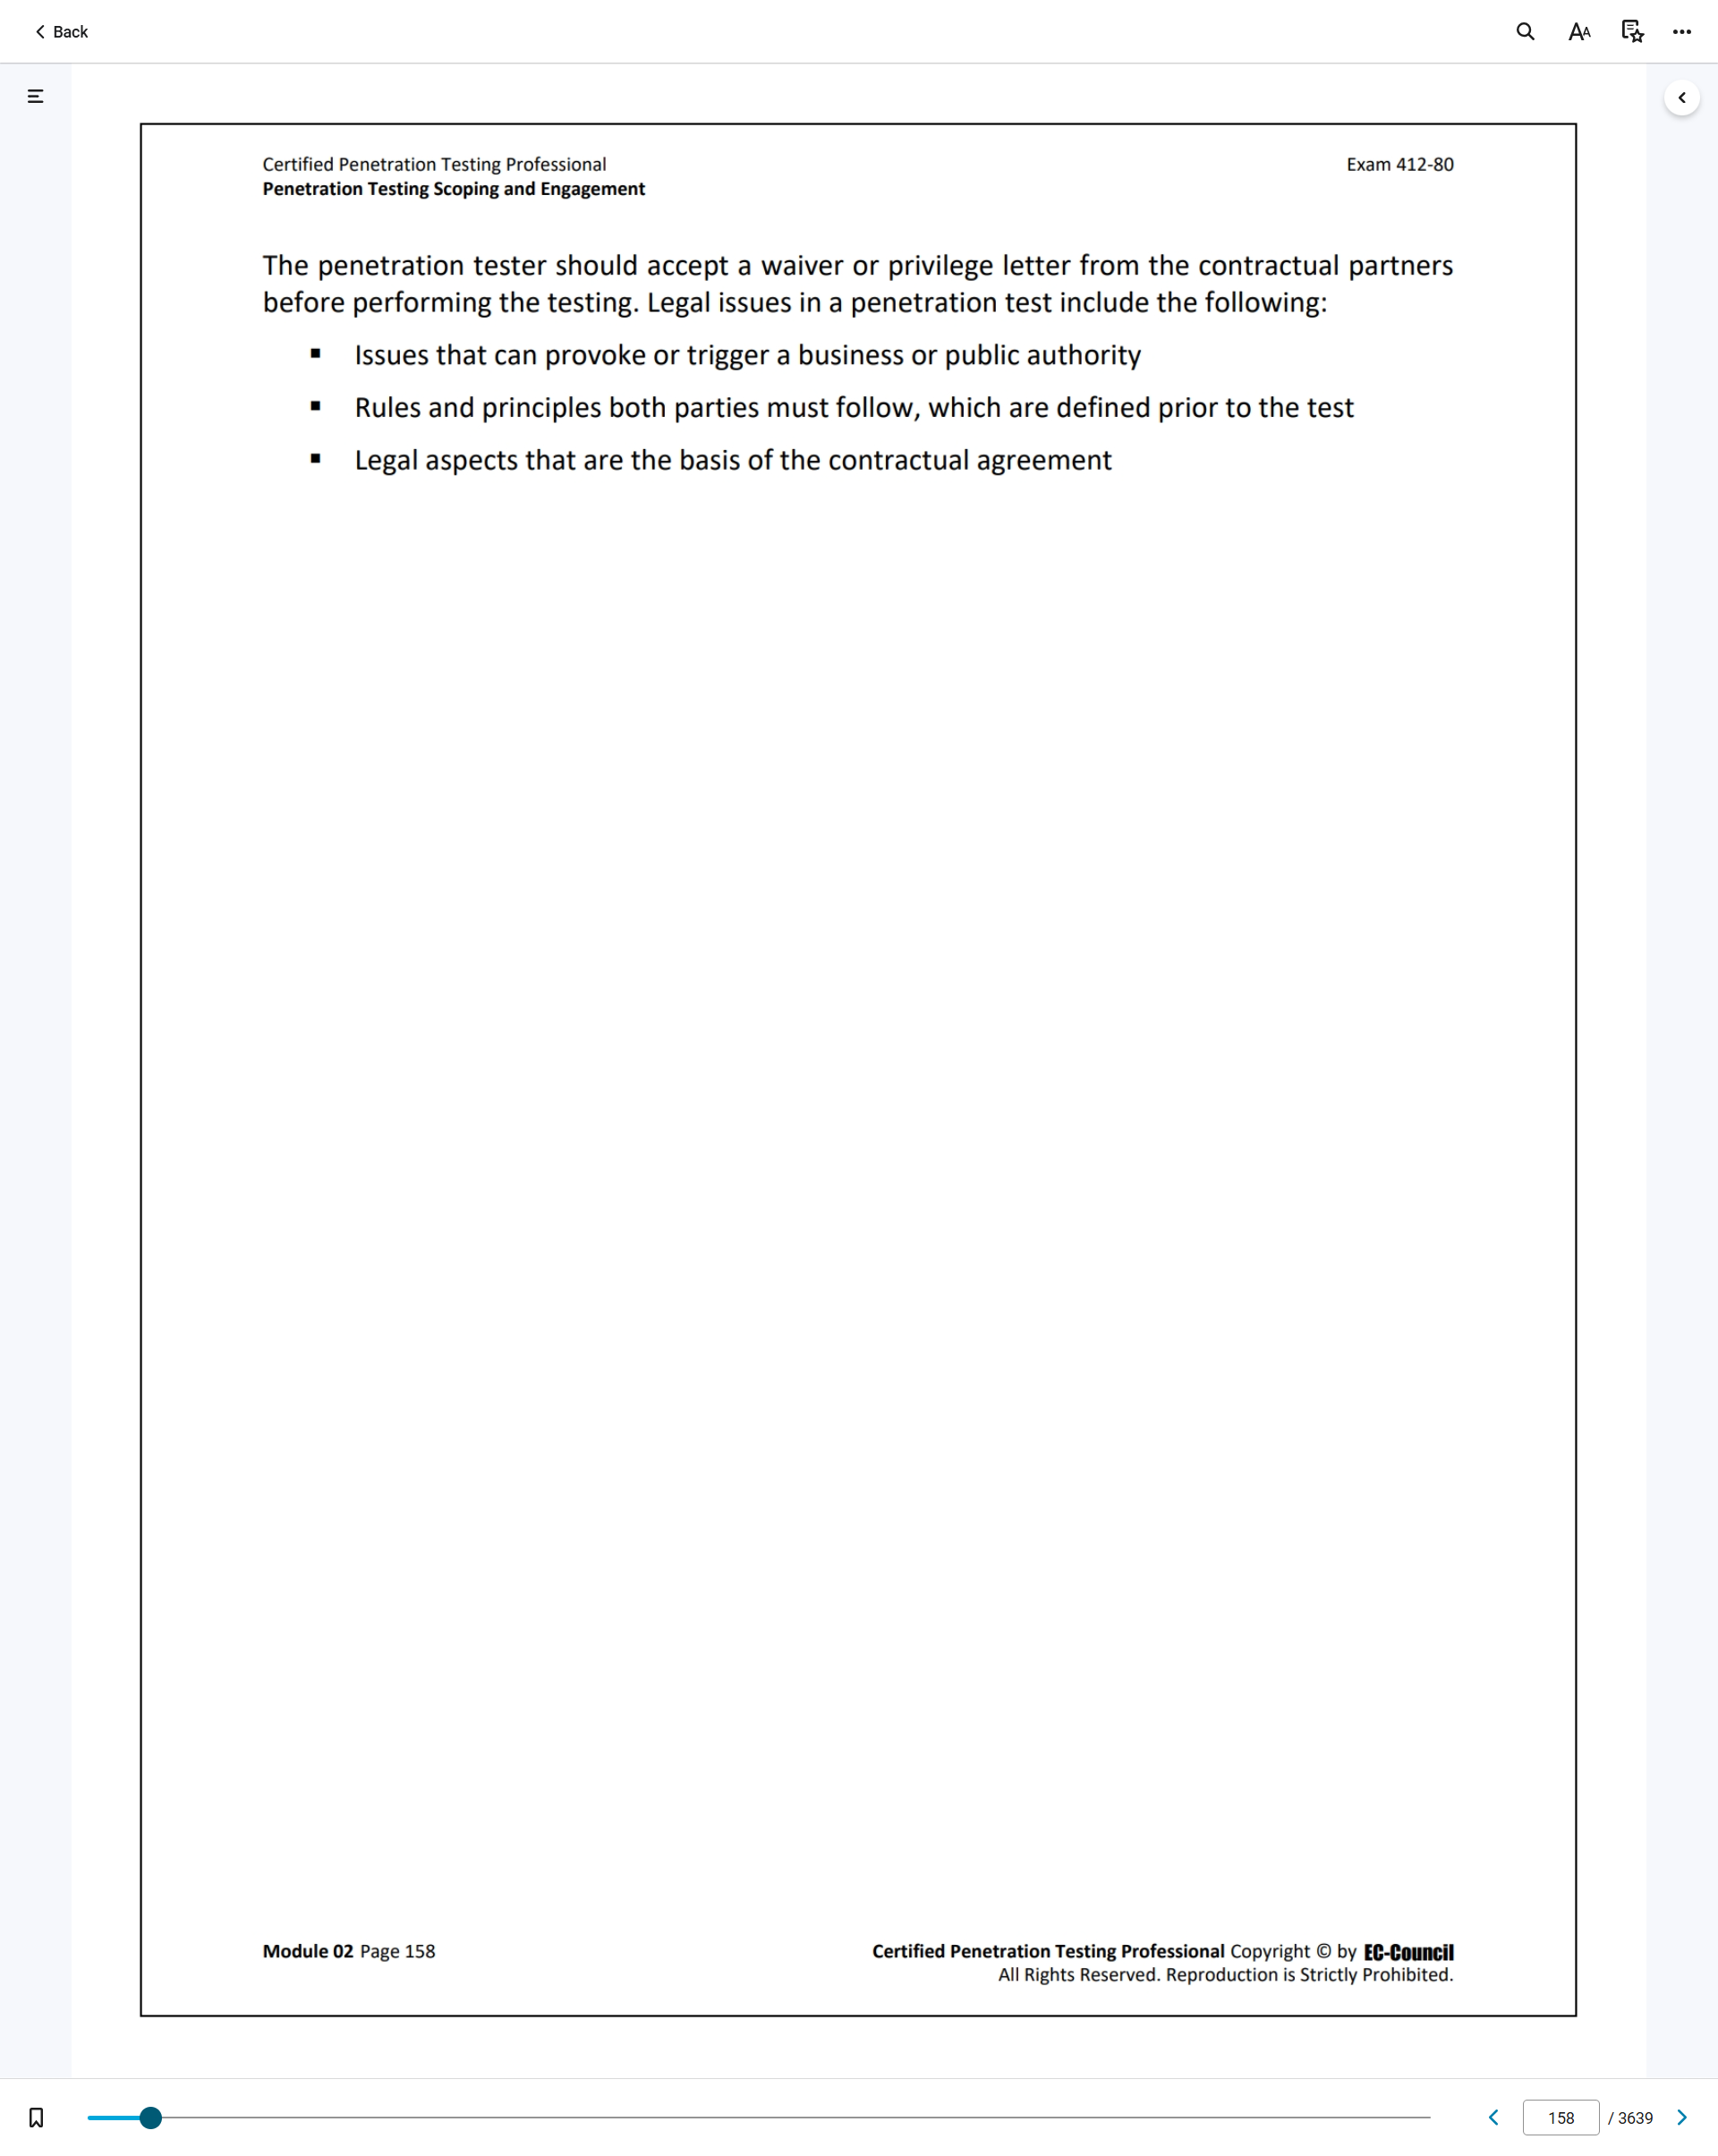 Back
Certified Penetration Testing Professional
Exam 412-80
Penetration Testing Scoping and Engagement
The penetration tester should accept a waiver or privilege letter from the contractual partners
before performing the testing. Legal issues in a penetration test include the following:
▪ Issues that can provoke or trigger a business or public authority
▪ Rules and principles both parties must follow, which are defined prior to the test
▪ Legal aspects that are the basis of the contractual agreement
Module 02 Page 158
Certified Penetration Testing Professional Copyright © by EC-Council
All Rights Reserved. Reproduction is Strictly Prohibited.
158 / 3639